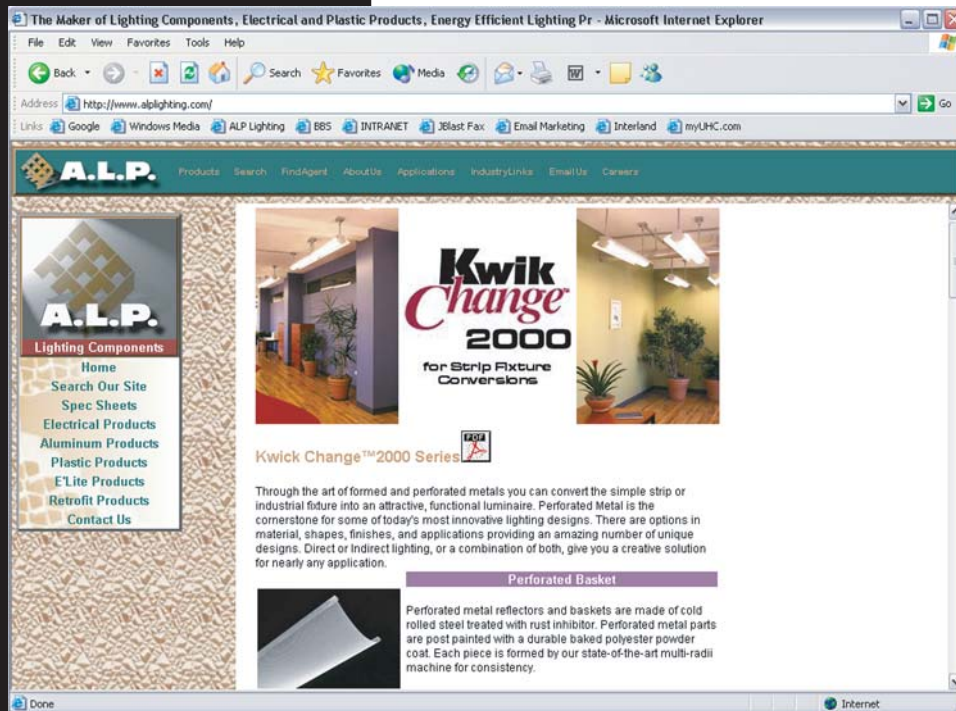 The Maker of Lighting Components, Electrical and Plastic Products, Energy Efficient Lighting Pr - Microsoft Internet Explorer
File Edit View Favorites Tools Help
Back Search Favorites Media
Address http://www.alplighting.com/ Go
Links Google Windows Media ALP Lighting BBS INTRANET JBlast Fax Email Marketing Interland myUHC.com
A.L.P. Products Search FindAgent AboutUs Applications IndustryLinks EmailUs Careers
A.L.P.
Lighting Components
Home
Search Our Site
Spec Sheets
Electrical Products
Aluminum Products
Plastic Products
E'Lite Products
Retrofit Products
Contact Us
Kwik
Change™
2000
for Strip Fixture
Conversions
Kwick Change™2000 Series PDF
Through the art of formed and perforated metals you can convert the simple strip or
industrial fixture into an attractive, functional luminaire. Perforated Metal is the
cornerstone for some of today's most innovative lighting designs. There are options in
material, shapes, finishes, and applications providing an amazing number of unique
designs. Direct or Indirect lighting, or a combination of both, give you a creative solution
for nearly any application.
Perforated Basket
Perforated metal reflectors and baskets are made of cold
rolled steel treated with rust inhibitor. Perforated metal parts
are post painted with a durable baked polyester powder
coat. Each piece is formed by our state-of-the-art multi-radii
machine for consistency.
Done Internet